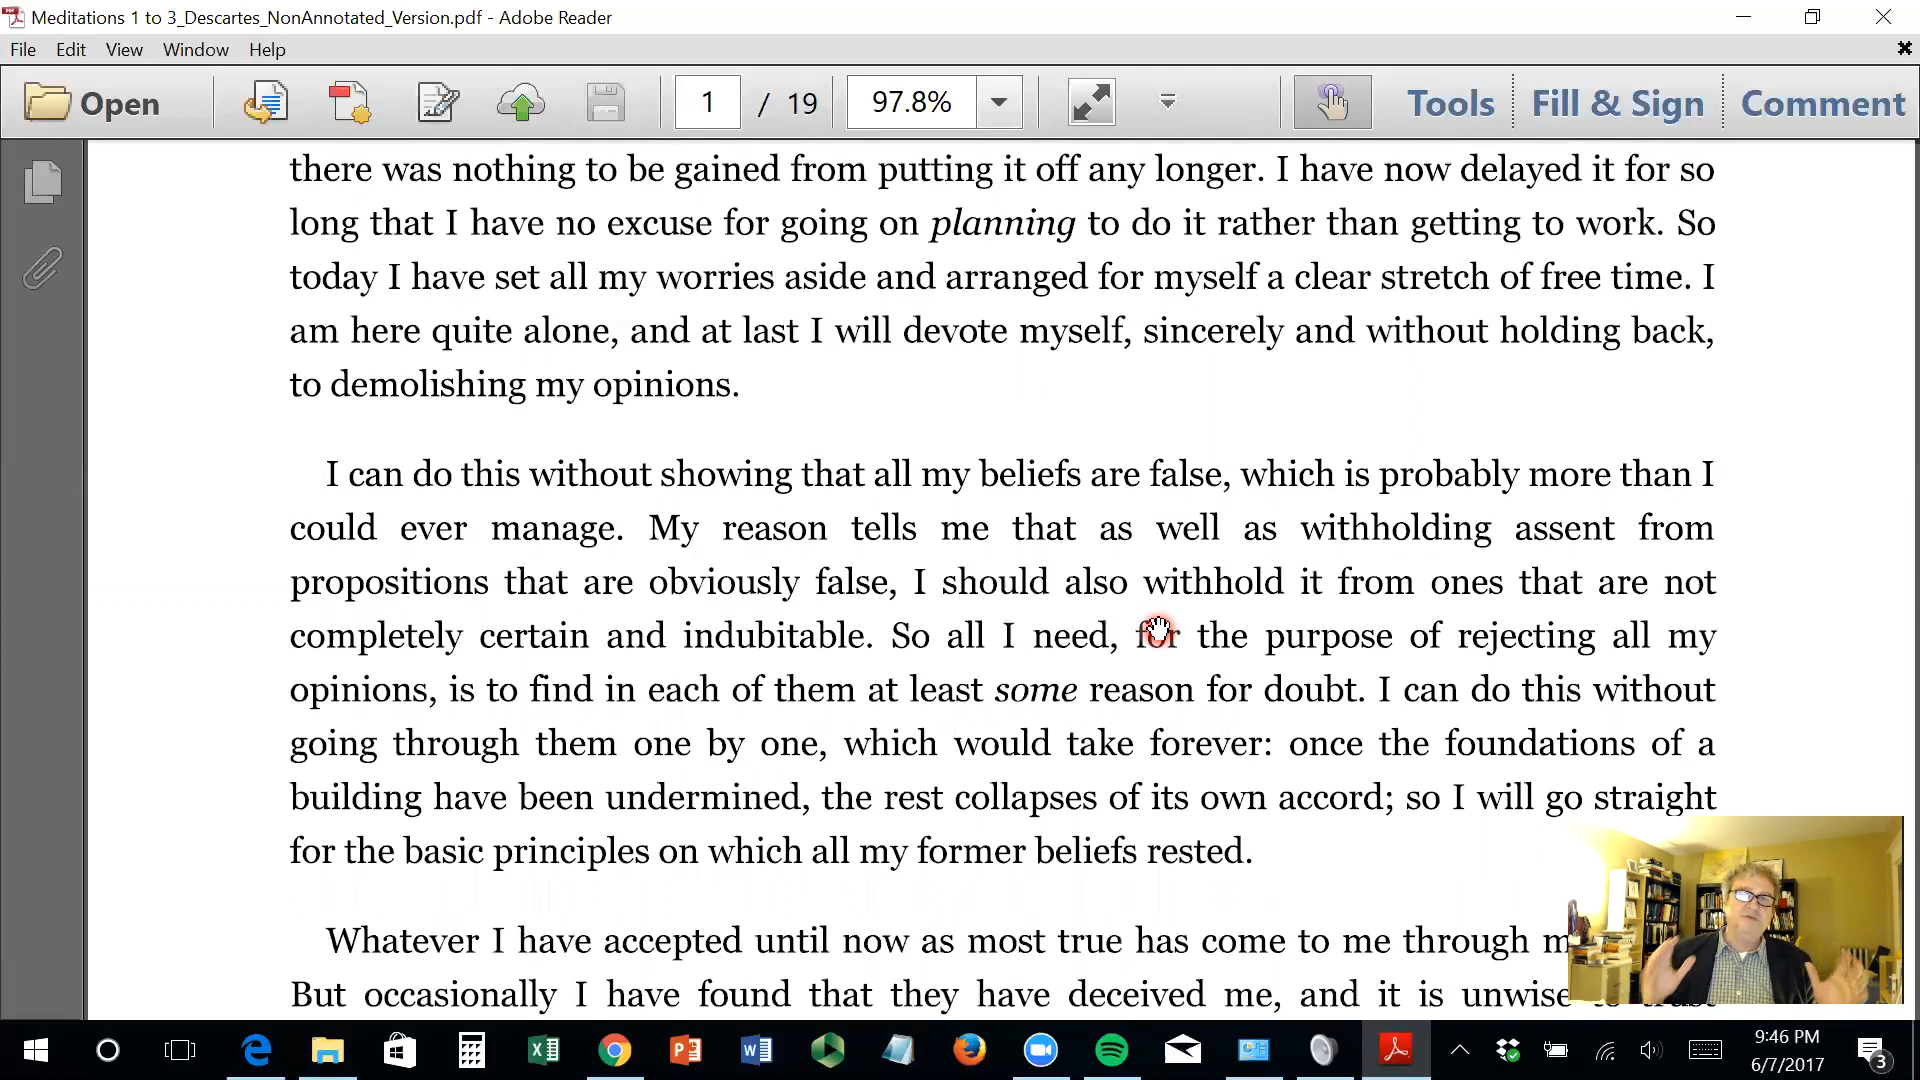 Meditations 1 to 3_Descartes_NonAnnotated_Version.pdf - Adobe Reader
File Edit View Window Help
Open 1 / 19 97.8% Tools Fill & Sign Comment
there was nothing to be gained from putting it off any longer. I have now delayed it for so
long that I have no excuse for going on planning to do it rather than getting to work. So
today I have set all my worries aside and arranged for myself a clear stretch of free time. I
am here quite alone, and at last I will devote myself, sincerely and without holding back,
to demolishing my opinions.
I can do this without showing that all my beliefs are false, which is probably more than I
could ever manage. My reason tells me that as well as withholding assent from
propositions that are obviously false, I should also withhold it from ones that are not
completely certain and indubitable. So all I need, for the purpose of rejecting all my
opinions, is to find in each of them at least some reason for doubt. I can do this without
going through them one by one, which would take forever: once the foundations of a
building have been undermined, the rest collapses of its own accord; so I will go straight
for the basic principles on which all my former beliefs rested.
Whatever I have accepted until now as most true has come to me through
But occasionally I have found that they have deceived me, and it is unwise
9:46 PM
6/7/2017
3